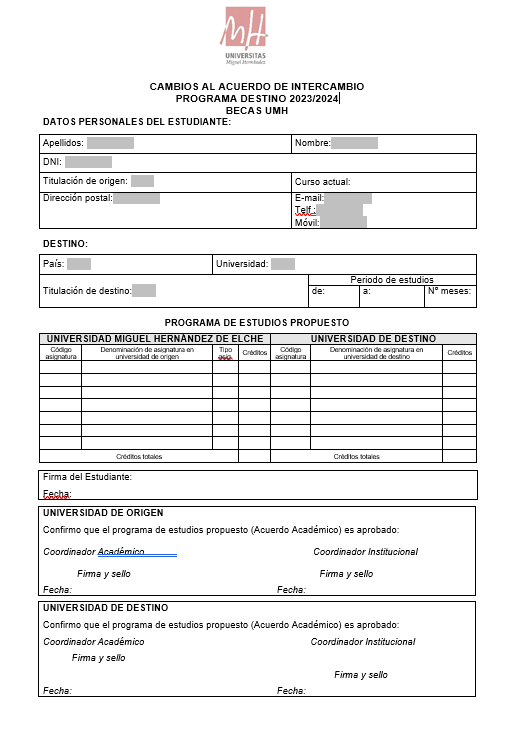 UNIVERSITAS
Miguel Hernández
CAMBIOS AL ACUERDO DE INTERCAMBIO
PROGRAMA DESTINO 2023/2024
BECAS UMH
DATOS PERSONALES DEL ESTUDIANTE:
Apellidos: Nombre:
DNI:
Titulación de origen: Curso actual:
Dirección postal: E-mail:
Telf.:
Móvil:
DESTINO:
País: Universidad:
Titulación de destino: Periodo de estudios
de: a: Nº meses:
PROGRAMA DE ESTUDIOS PROPUESTO
UNIVERSIDAD MIGUEL HERNÁNDEZ DE ELCHE UNIVERSIDAD DE DESTINO
Código asignatura Denominación de asignatura en universidad de origen Tipo asig. Créditos Código asignatura Denominación de asignatura en universidad de destino Créditos
Créditos totales Créditos totales
Firma del Estudiante:
Fecha:
UNIVERSIDAD DE ORIGEN
Confirmo que el programa de estudios propuesto (Acuerdo Académico) es aprobado:
Coordinador Académico Coordinador Institucional
Firma y sello Firma y sello
Fecha: Fecha:
UNIVERSIDAD DE DESTINO
Confirmo que el programa de estudios propuesto (Acuerdo Académico) es aprobado:
Coordinador Académico Coordinador Institucional
Firma y sello
Firma y sello
Fecha: Fecha: